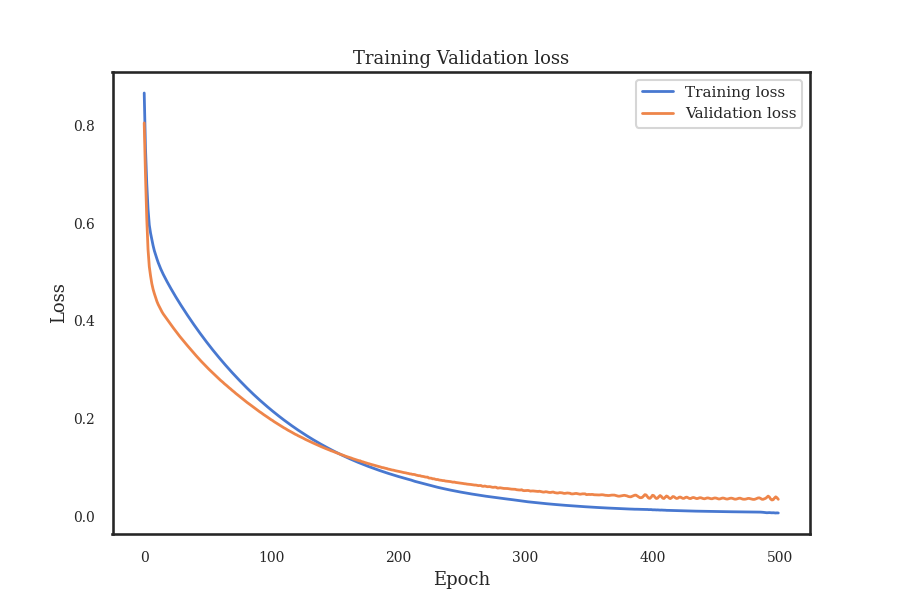 Training Validation loss
Training loss
Validation loss
Loss
0.8
0.6
0.4
0.2
0.0
0 100 200 300 400 500
Epoch